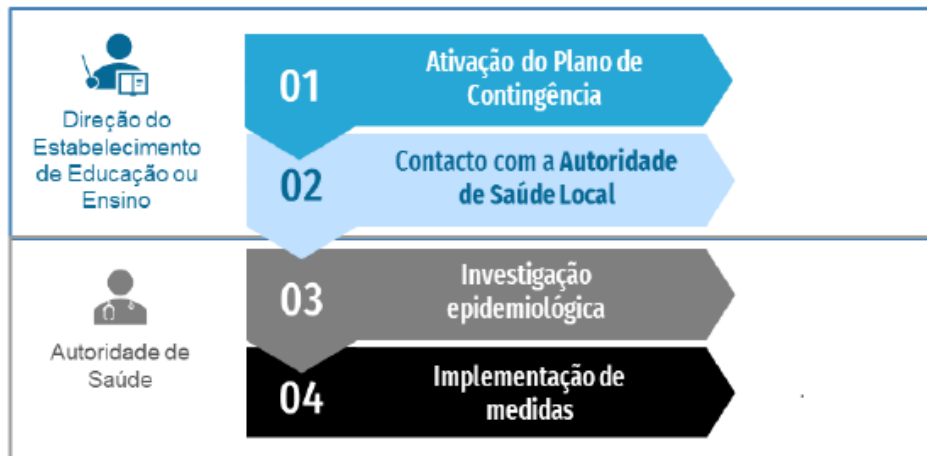 Direção do
Estabelecimento
de Educação ou
Ensino
01
Ativação do Plano de
Contingência
02
Contacto com a Autoridade
de Saúde Local
Autoridade de
Saúde
03
Investigação
epidemiológica
04
Implementação de
medidas
.